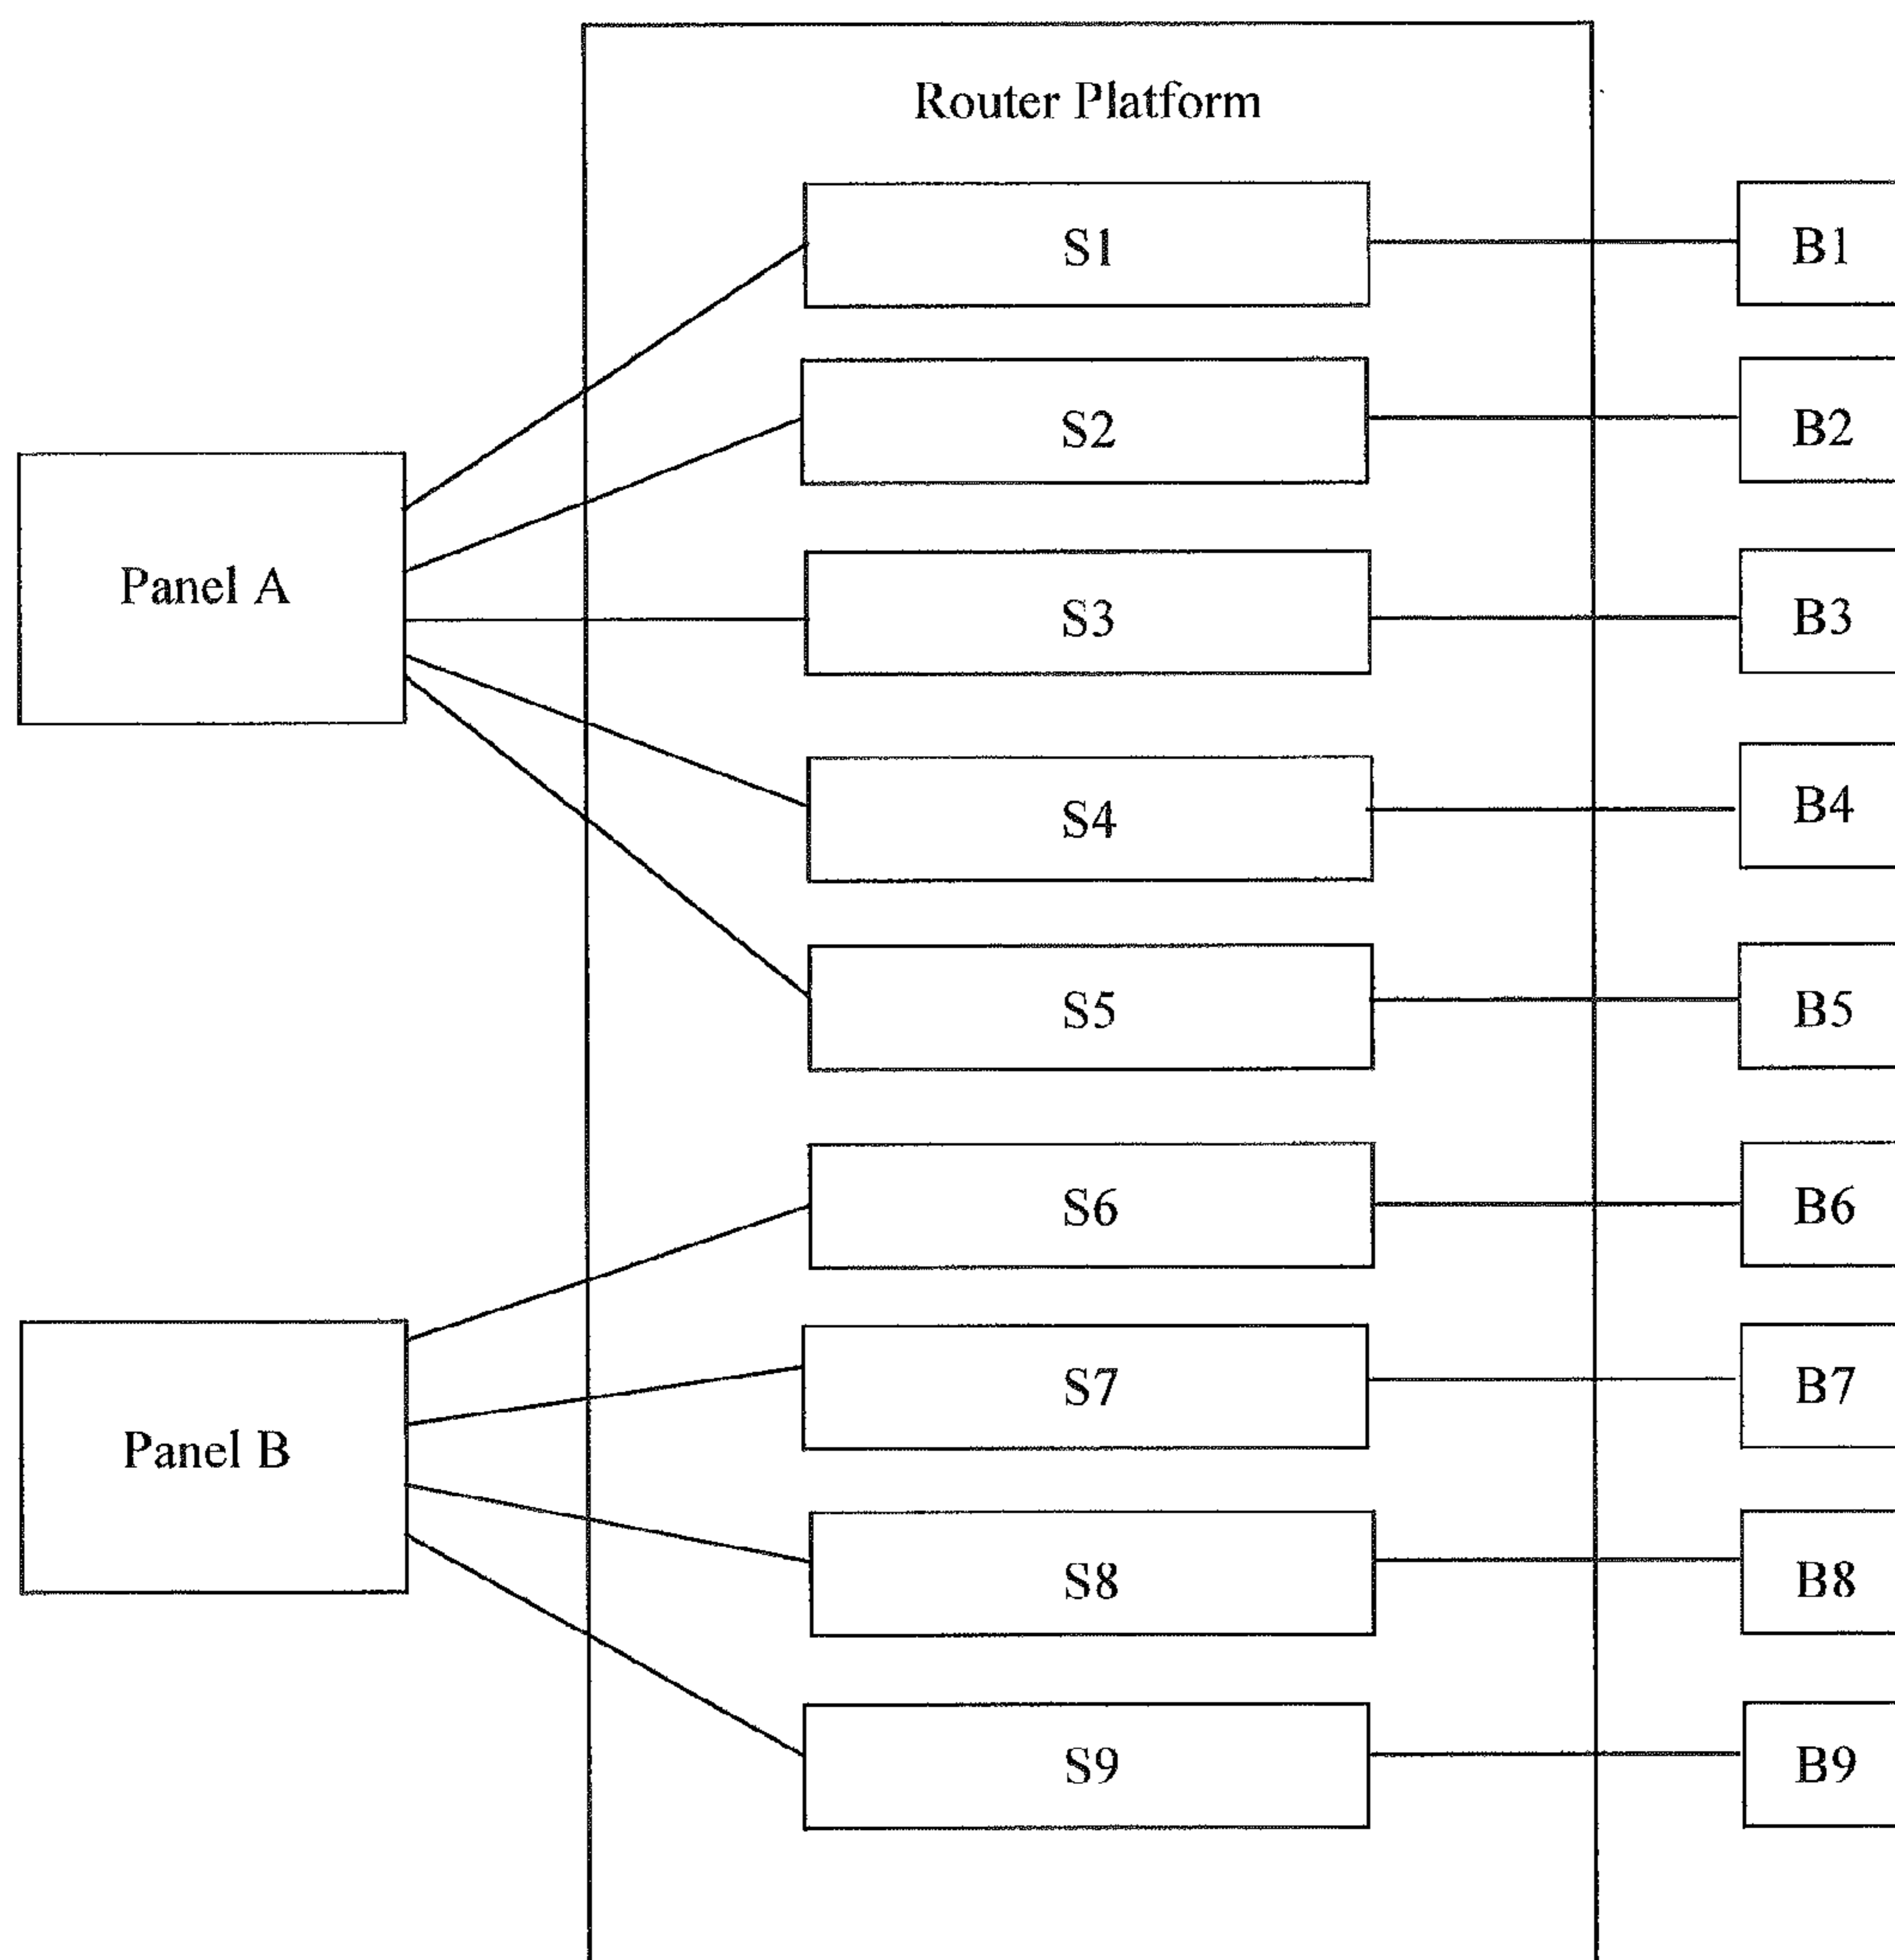 Router Platform
S1
B1
S2
B2
Panel A
S3
B3
S4
B4
S5
B5
S6
B6
S7
B7
Panel B
S8
B8
S9
B9